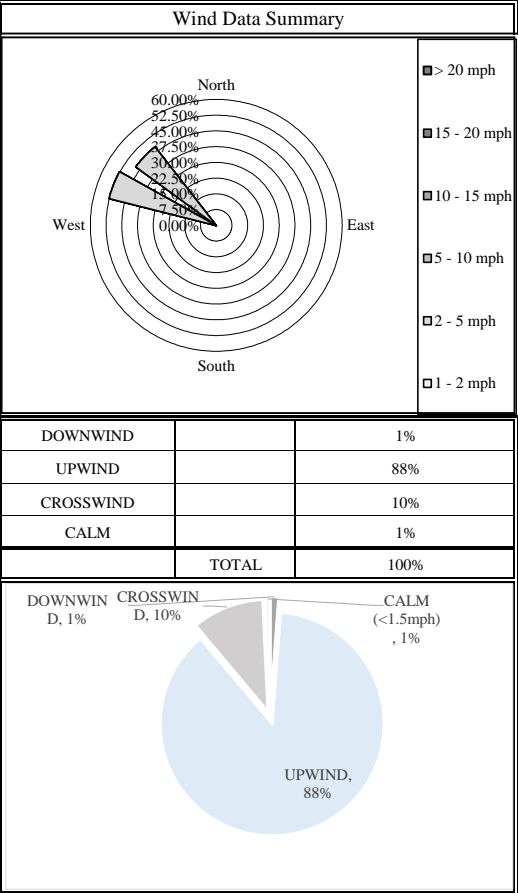 Wind Data Summary
North
60.00%
52.50%
45.00%
37.50%
30.00%
22.50%
15.00%
7.50%
0.00%
West
East
South
> 20 mph
15 - 20 mph
10 - 15 mph
5 - 10 mph
2 - 5 mph
1 - 2 mph
DOWNWIND 1%
UPWIND 88%
CROSSWIND 10%
CALM 1%
TOTAL 100%
DOWNWIN
D, 1%
CROSSWIN
D, 10%
CALM
(<1.5mph)
, 1%
UPWIND,
88%